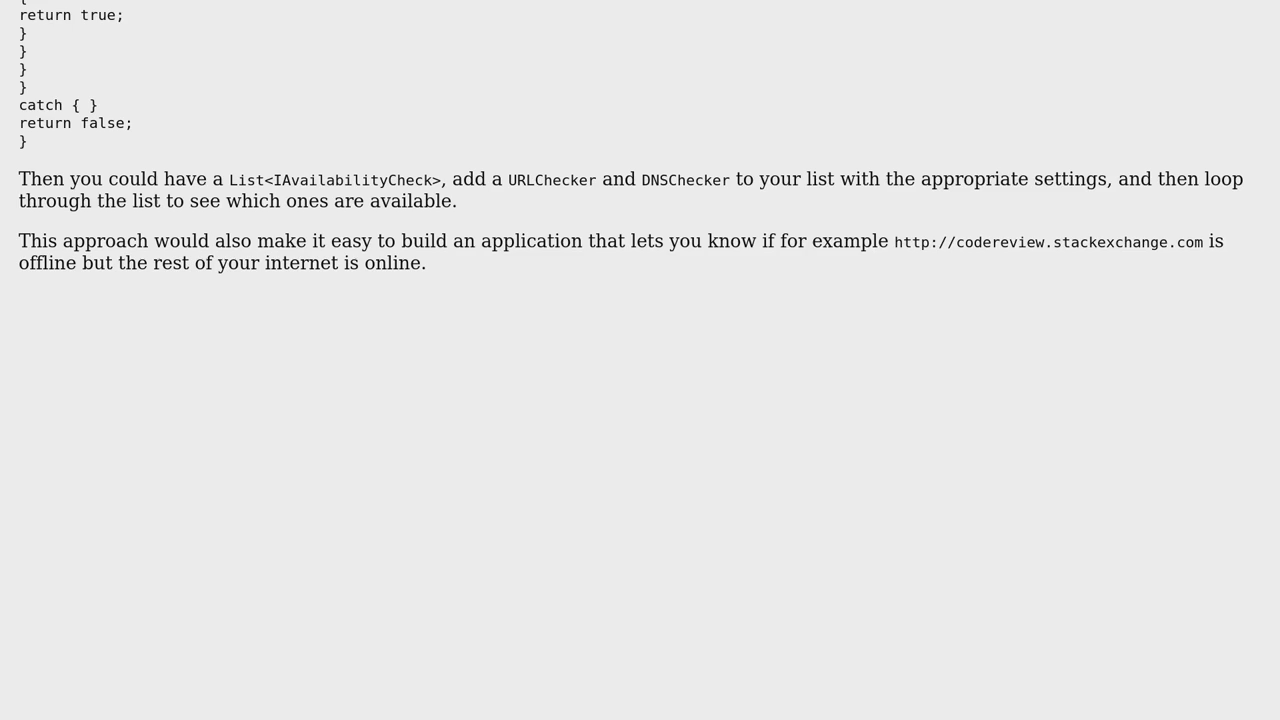 {
return true;
}
}
}
}
catch { }
return false;
}
Then you could have a List<IAvailabilityCheck>, add a URLChecker and DNSChecker to your list with the appropriate settings, and then loop
through the list to see which ones are available.
This approach would also make it easy to build an application that lets you know if for example http://codereview.stackexchange.com is
offline but the rest of your internet is online.